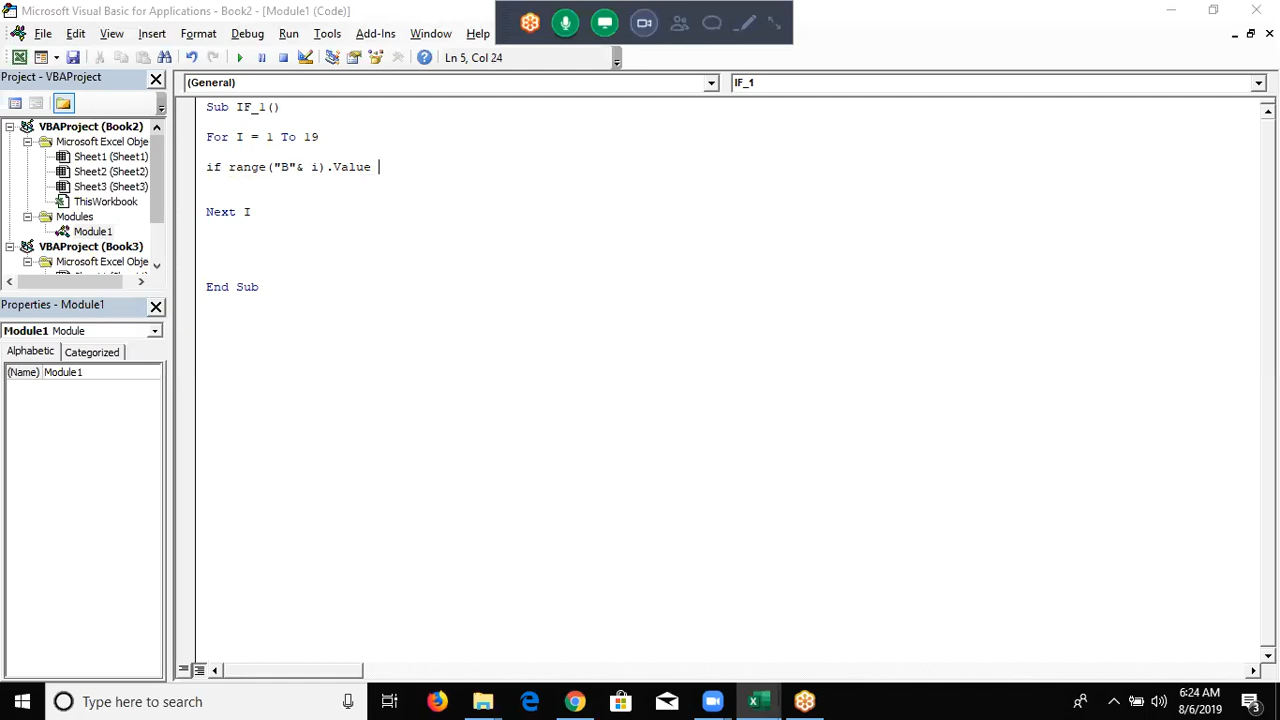 Microsoft Visual Basic for Applications - Book2 - [Module1 (Code)]
File Edit View Insert Format Debug Run Tools Add-Ins Window Help
Ln 5, Col 24
Project - VBAProject
(General)
IF_1
VBAProject (Book2)
Microsoft Excel Obje
Sheet1 (Sheet1)
Sheet2 (Sheet2)
Sheet3 (Sheet3)
ThisWorkbook
Modules
Module1
VBAProject (Book3)
Microsoft Excel Obje
Sub IF_1()
For I = 1 To 19
if range("B"& i).Value
Next I
End Sub
Properties - Module1
Module1 Module
Alphabetic Categorized
(Name) Module1
Type here to search
6:24 AM
8/6/2019
3